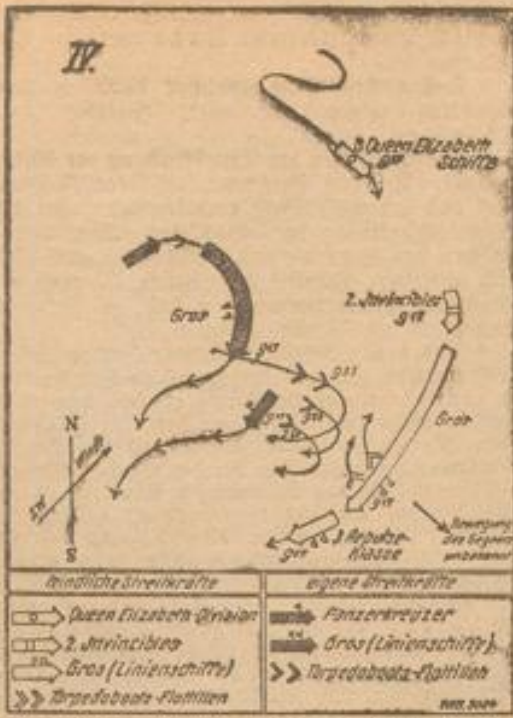 IV.
3 Queen Elizabeth
Schiffe
Gros
2. Invincibles
Gros
N
S
Wind
3 Repulse-
Klasse
Bewegung
des Gegners
unbekannt
feindliche Streitkräfte
Queen Elizabeth-Division
2. Invincibles
Gros (Linienschiffe)
Torpedoboots-Flottillen
eigene Streitkräfte
Panzerkreuzer
Gros (Linienschiffe)
Torpedoboots-Flottillen